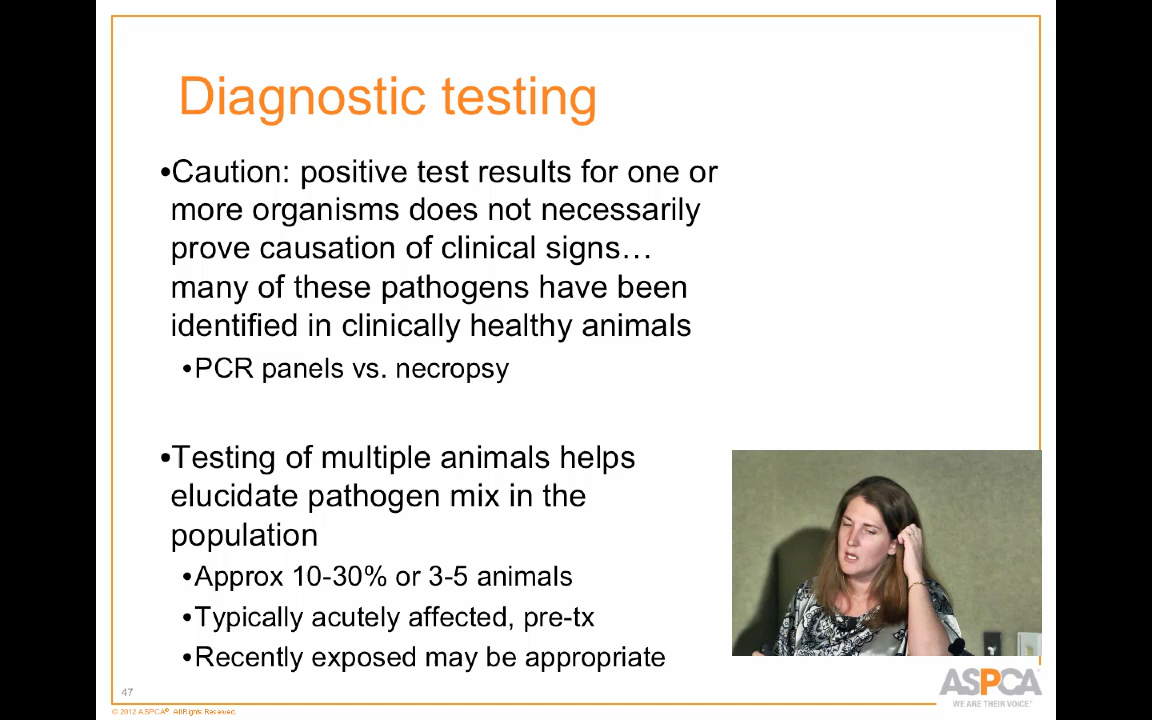 Diagnostic testing
•Caution: positive test results for one or
more organisms does not necessarily
prove causation of clinical signs…
many of these pathogens have been
identified in clinically healthy animals
•PCR panels vs. necropsy
•Testing of multiple animals helps
elucidate pathogen mix in the
population
•Approx 10-30% or 3-5 animals
•Typically acutely affected, pre-tx
•Recently exposed may be appropriate
47
© 2012 ASPCA®. All Rights Reserved.
ASPCA
WE ARE THEIR VOICE.®